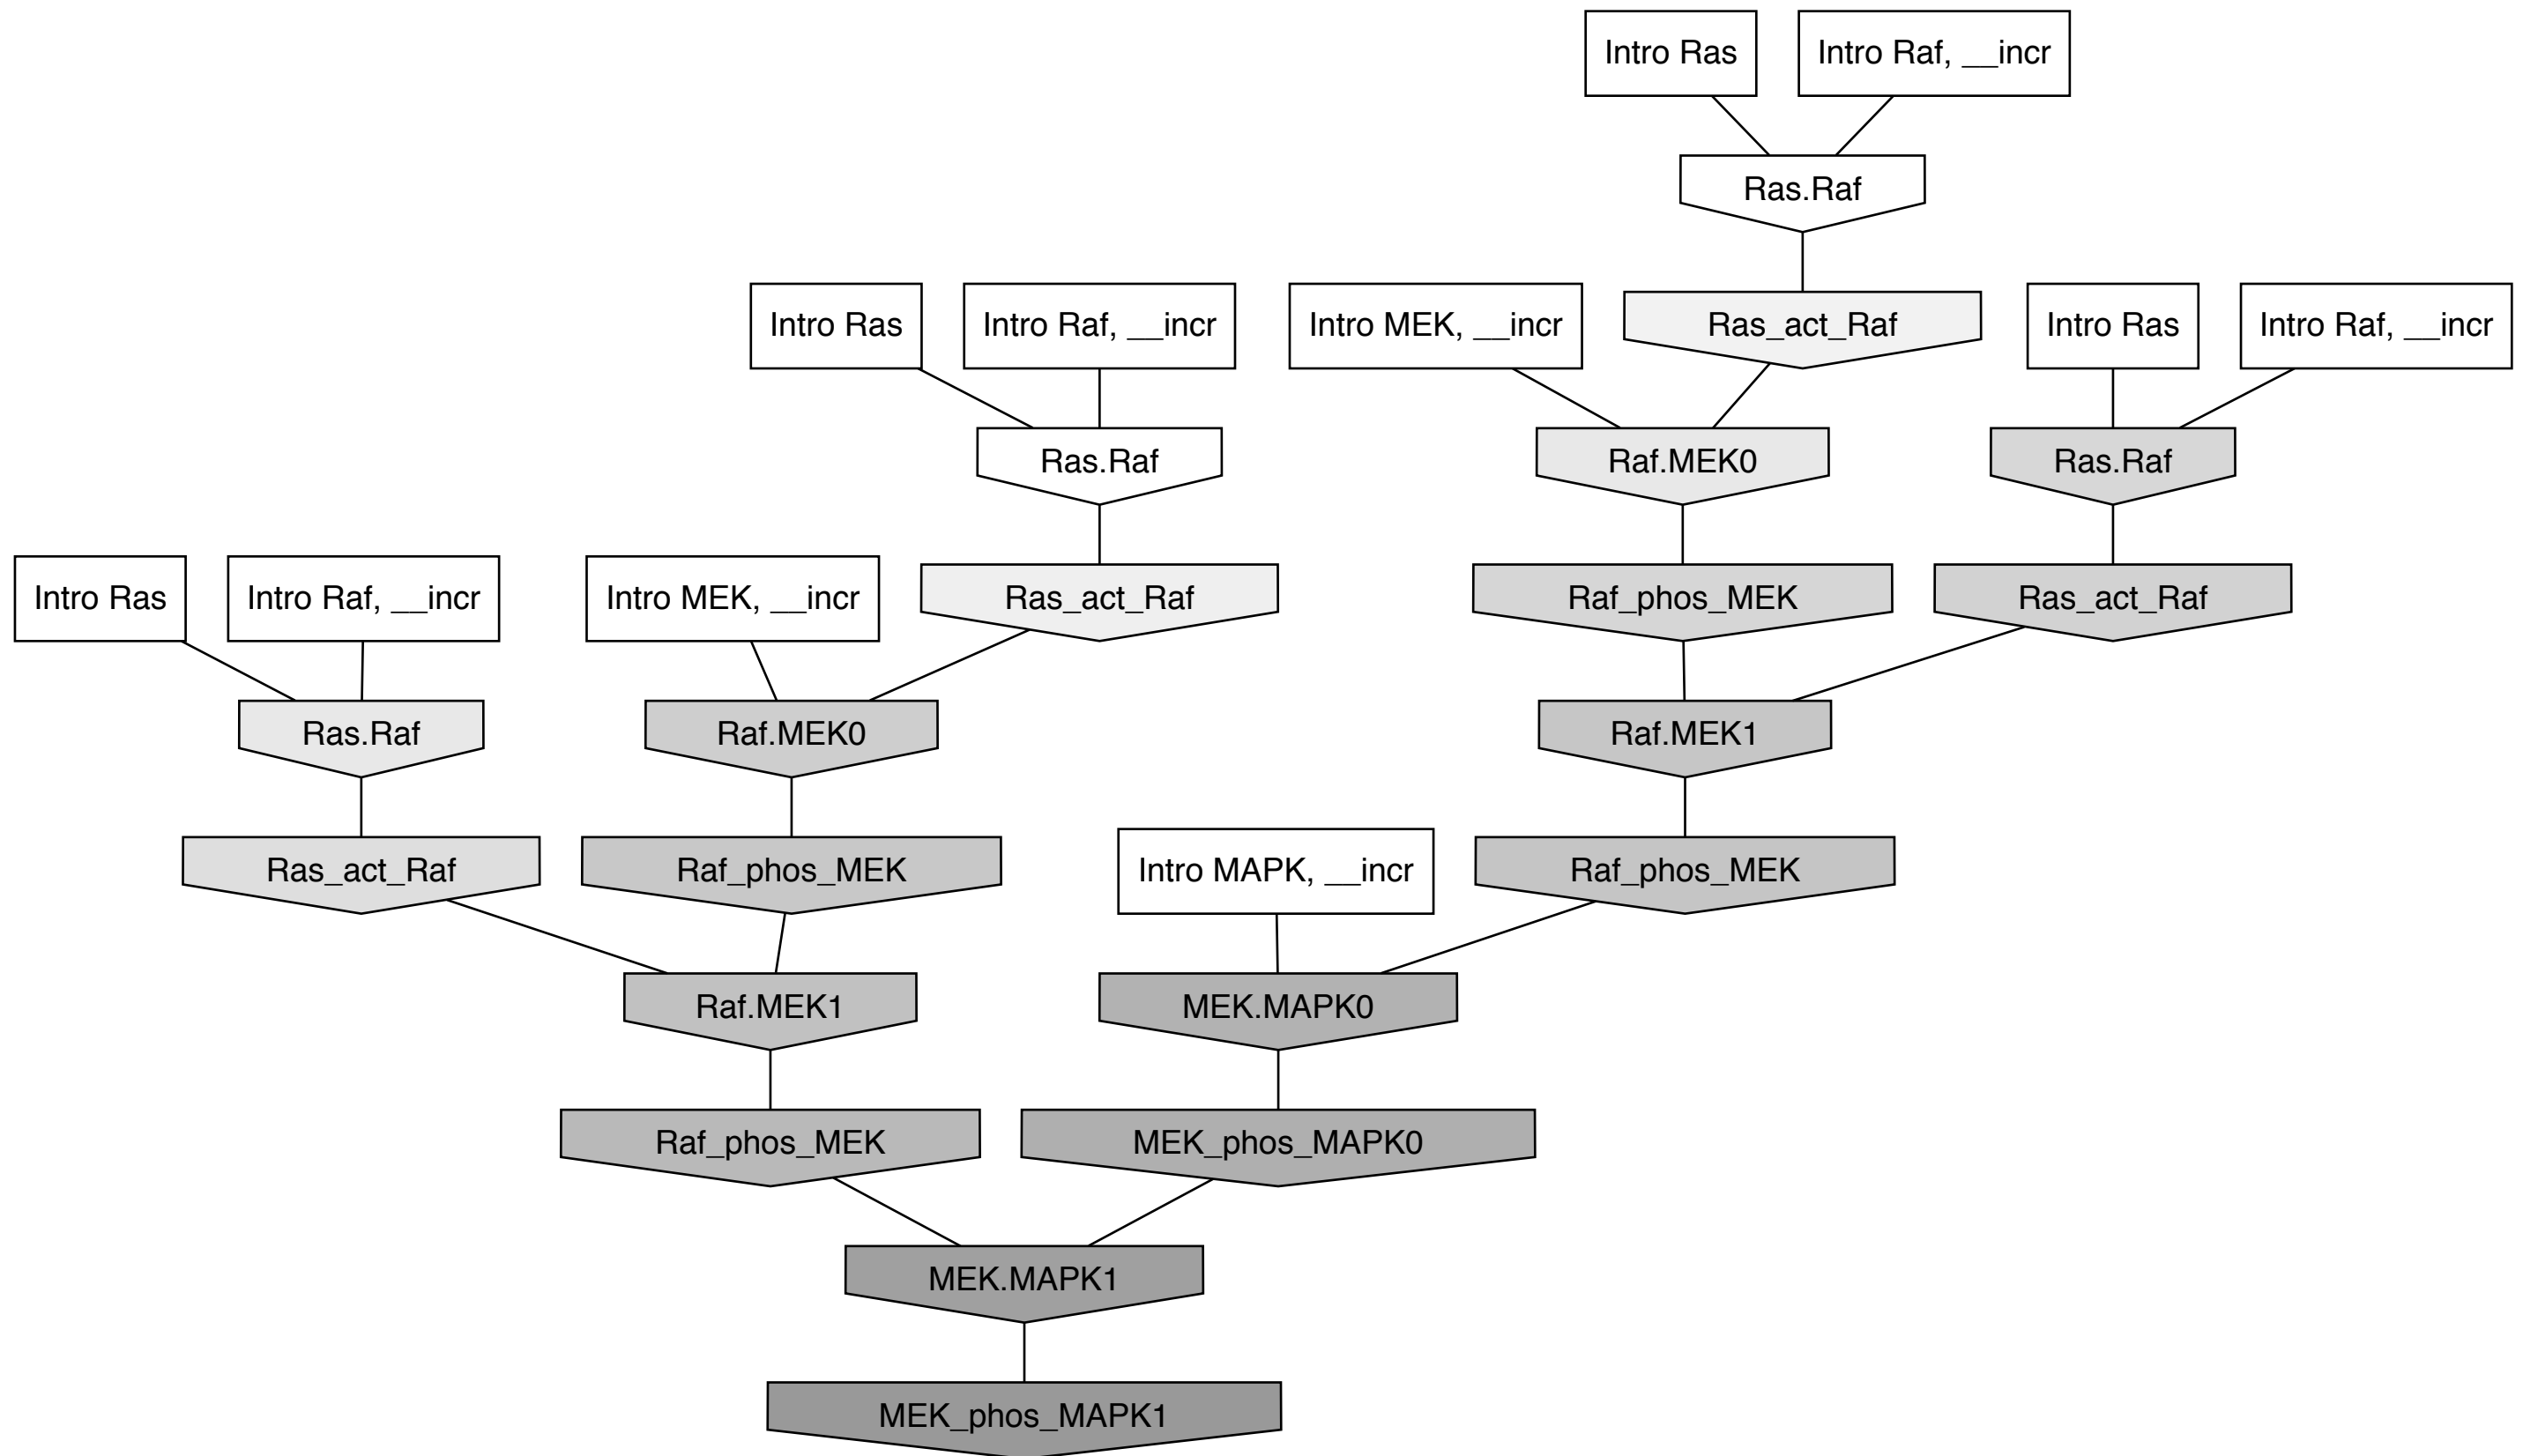 Intro Ras
Intro Raf, __incr
Ras.Raf
Intro Ras
Intro Raf, __incr
Intro MEK, __incr
Ras_act_Raf
Intro Ras
Intro Raf, __incr
Ras.Raf
Raf.MEK0
Ras.Raf
Intro Ras
Intro Raf, __incr
Intro MEK, __incr
Ras_act_Raf
Raf_phos_MEK
Ras_act_Raf
Ras.Raf
Raf.MEK0
Raf.MEK1
Ras_act_Raf
Raf_phos_MEK
Intro MAPK, __incr
Raf_phos_MEK
Raf.MEK1
MEK.MAPK0
Raf_phos_MEK
MEK_phos_MAPK0
MEK.MAPK1
MEK_phos_MAPK1